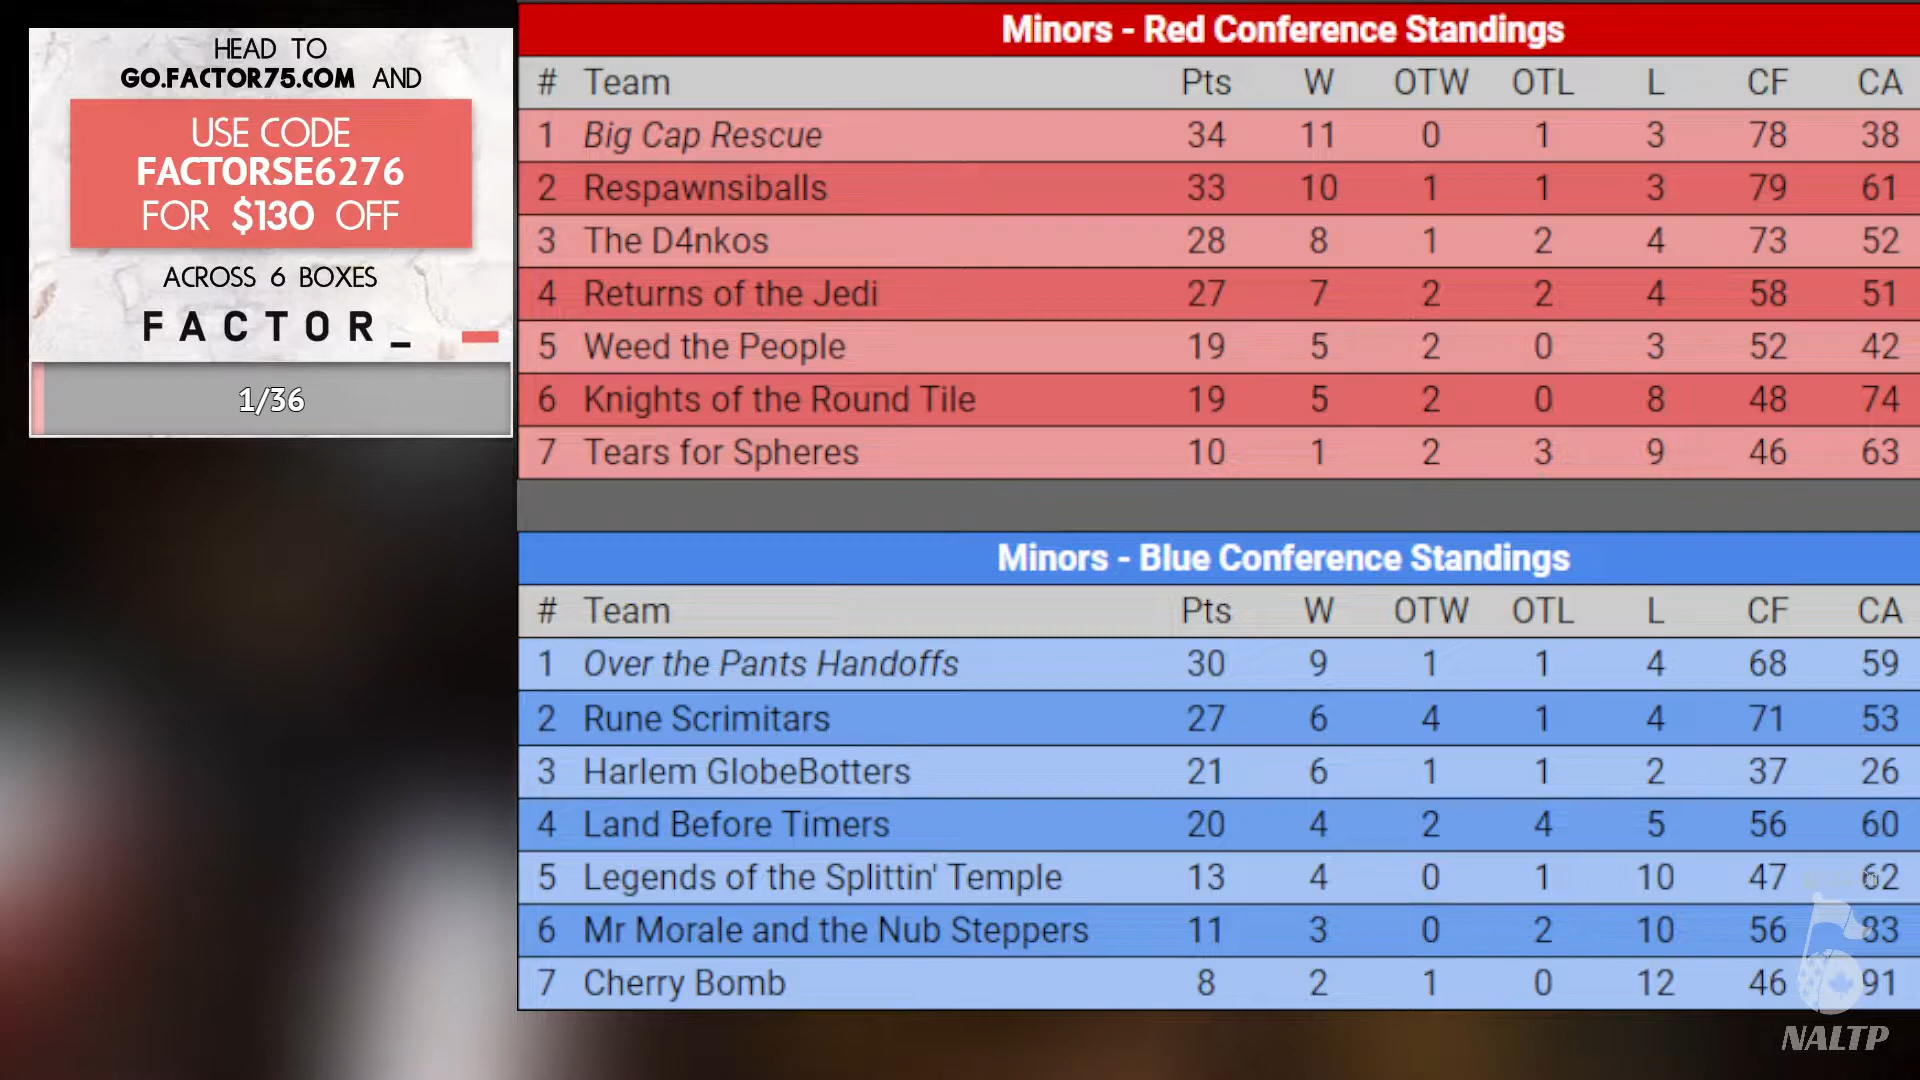 HEAD TO
GO.FACTOR75.COM AND
USE CODE
FACTORSE6276
FOR $130 OFF
ACROSS 6 BOXES
FACTOR_
1/36
Minors - Red Conference Standings
# Team Pts W OTW OTL L CF CA
1 Big Cap Rescue 34 11 0 1 3 78 38
2 Respawnsiballs 33 10 1 1 3 79 61
3 The D4nkos 28 8 1 2 4 73 52
4 Returns of the Jedi 27 7 2 2 4 58 51
5 Weed the People 19 5 2 0 3 52 42
6 Knights of the Round Tile 19 5 2 0 8 48 74
7 Tears for Spheres 10 1 2 3 9 46 63
Minors - Blue Conference Standings
# Team Pts W OTW OTL L CF CA
1 Over the Pants Handoffs 30 9 1 1 4 68 59
2 Rune Scrimitars 27 6 4 1 4 71 53
3 Harlem GlobeBotters 21 6 1 1 2 37 26
4 Land Before Timers 20 4 2 4 5 56 60
5 Legends of the Splittin' Temple 13 4 0 1 10 47 62
6 Mr Morale and the Nub Steppers 11 3 0 2 10 56 83
7 Cherry Bomb 8 2 1 0 12 46 91
NALTP